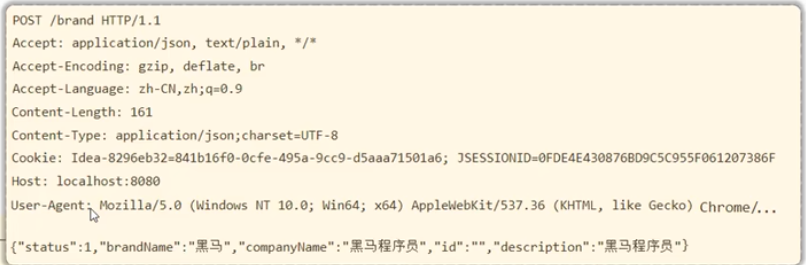 POST /brand HTTP/1.1
Accept: application/json, text/plain, */*
Accept-Encoding: gzip, deflate, br
Accept-Language: zh-CN,zh;q=0.9
Content-Length: 161
Content-Type: application/json;charset=UTF-8
Cookie: Idea-8296eb32=841b16f0-0cfe-495a-9cc9-d5aaa71501a6; JSESSIONID=0FDE4E430876BD9C5C955F061207386F
Host: localhost:8080
User-Agent: Mozilla/5.0 (Windows NT 10.0; Win64; x64) AppleWebKit/537.36 (KHTML, like Gecko) Chrome/...
{"status":1,"brandName":"黑马","companyName":"黑马程序员","id":"","description":"黑马程序员"}